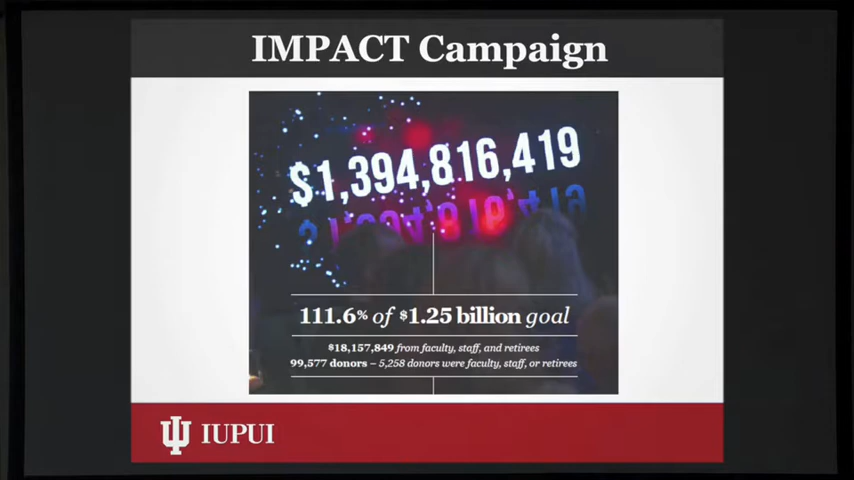 IMPACT Campaign
$1,394,816,419
111.6% of $1.25 billion goal
$18,157,849 from faculty, staff, and retirees
99,577 donors – 5,258 donors were faculty, staff, or retirees
IUPUI